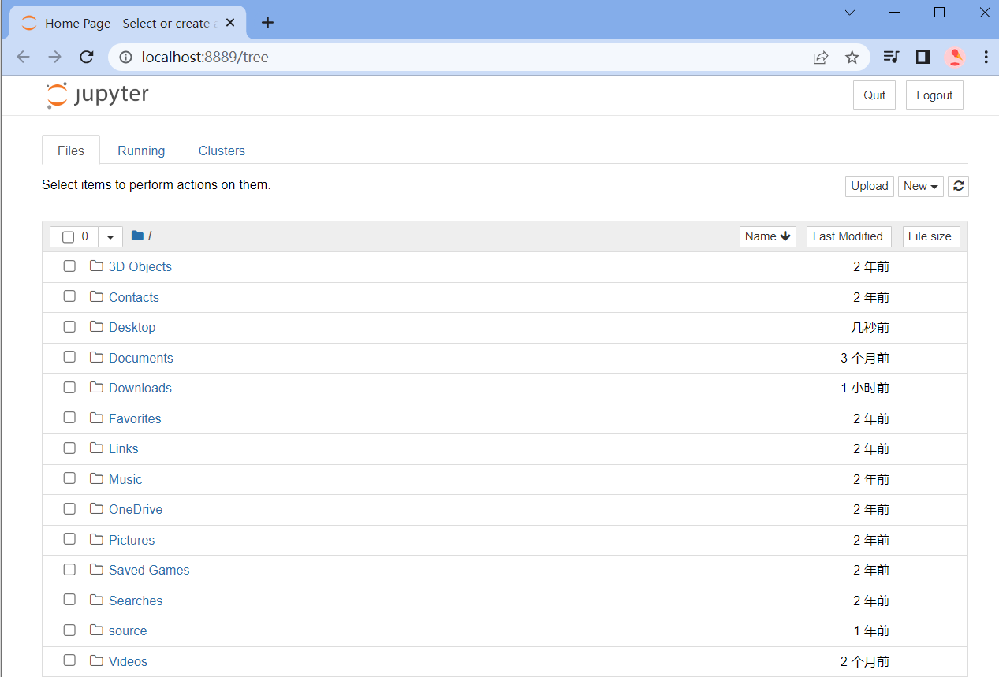 Home Page - Select or create a
localhost:8889/tree
jupyter
Quit Logout
Files Running Clusters
Select items to perform actions on them.
Upload New
0 / Name Last Modified File size
3D Objects 2 年前
Contacts 2 年前
Desktop 几秒前
Documents 3 个月前
Downloads 1 小时前
Favorites 2 年前
Links 2 年前
Music 2 年前
OneDrive 2 年前
Pictures 2 年前
Saved Games 2 年前
Searches 2 年前
source 1 年前
Videos 2 个月前